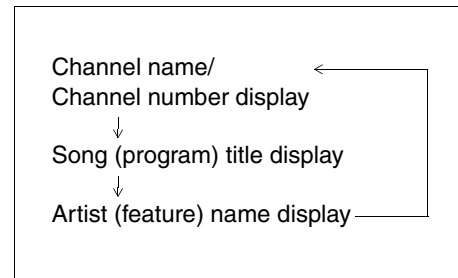 Channel name/
Channel number display
Song (program) title display
Artist (feature) name display